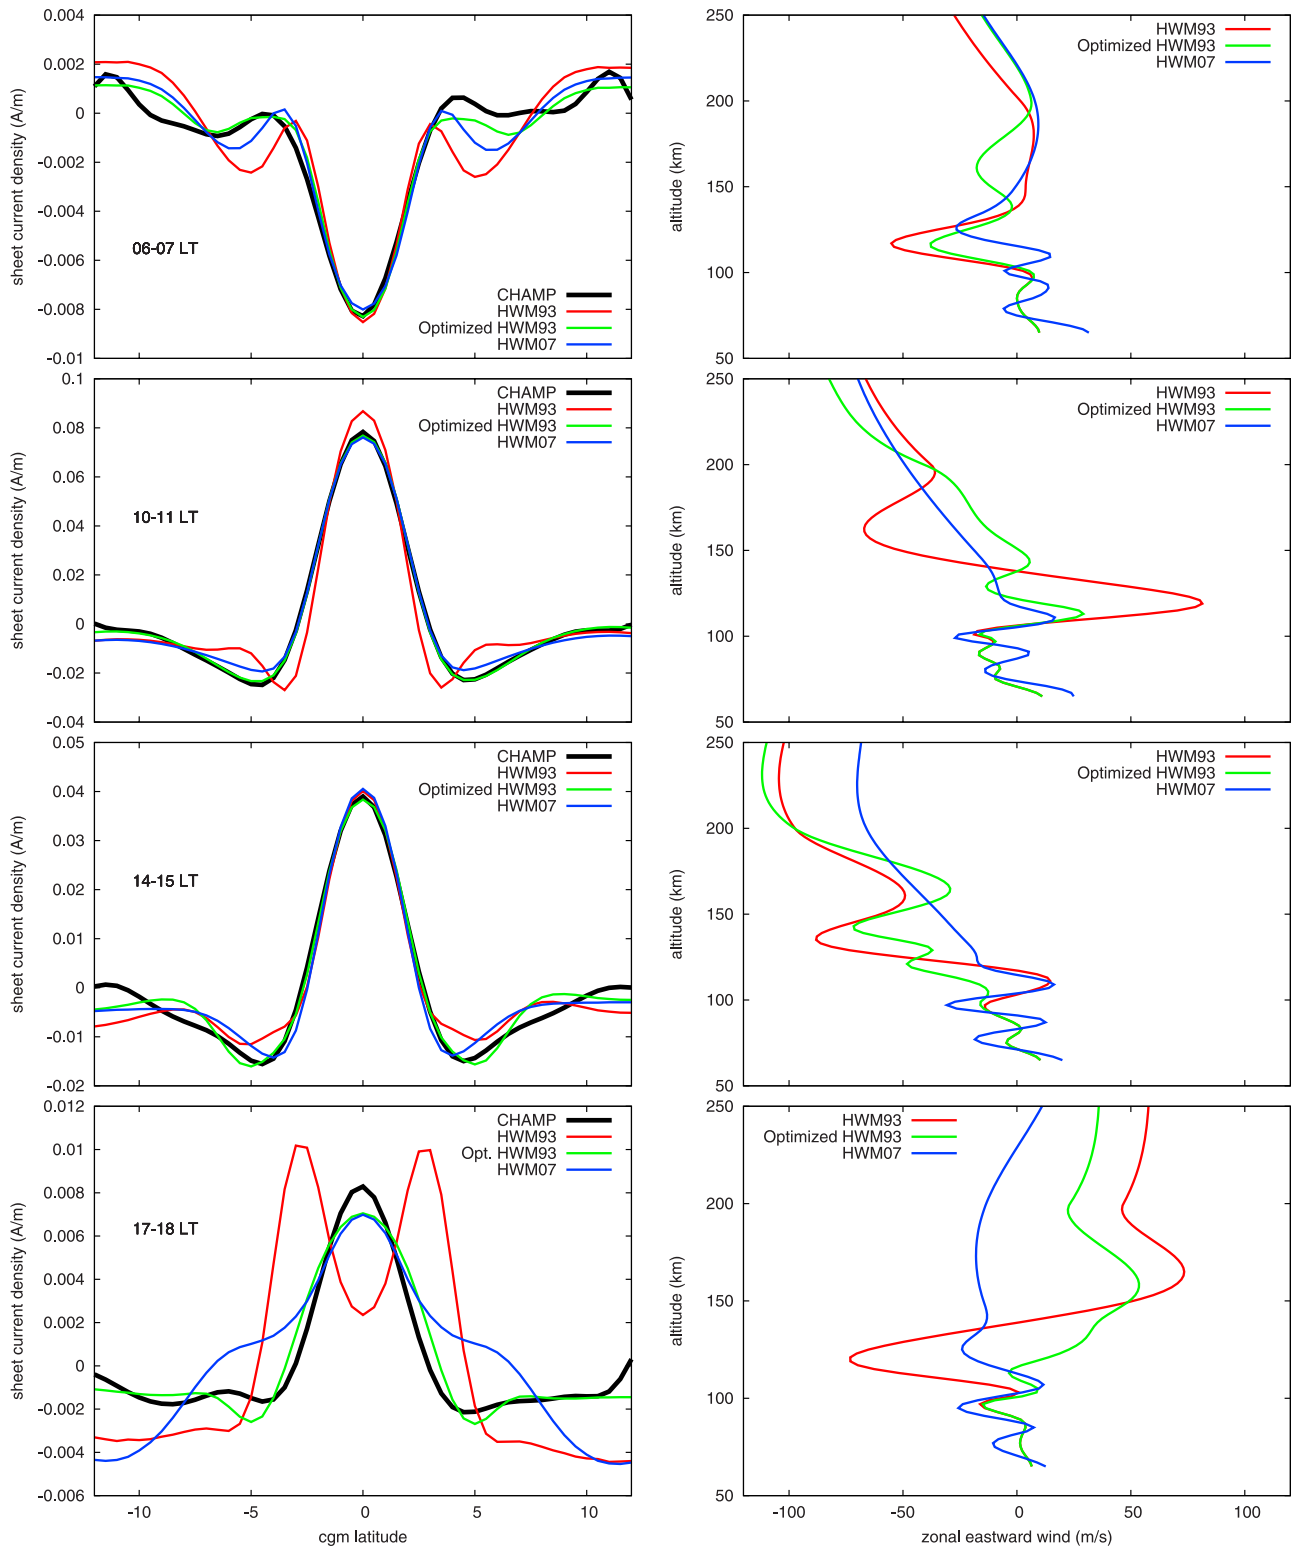 0.004
0.002
0
-0.002
-0.004
-0.006
-0.008
-0.01
sheet current density (A/m)
06-07 LT
CHAMP
HWM93
Optimized HWM93
HWM07
250
200
150
100
50
altitude (km)
HWM93
Optimized HWM93
HWM07
0.1
0.08
0.06
0.04
0.02
0
-0.02
-0.04
sheet current density (A/m)
10-11 LT
CHAMP
HWM93
Optimized HWM93
HWM07
250
200
150
100
50
altitude (km)
HWM93
Optimized HWM93
HWM07
0.05
0.04
0.03
0.02
0.01
0
-0.01
-0.02
sheet current density (A/m)
14-15 LT
CHAMP
HWM93
Optimized HWM93
HWM07
250
200
150
100
50
altitude (km)
HWM93
Optimized HWM93
HWM07
0.012
0.01
0.008
0.006
0.004
0.002
0
-0.002
-0.004
-0.006
sheet current density (A/m)
17-18 LT
CHAMP
HWM93
Opt. HWM93
HWM07
-10
-5
0
5
10
cgm latitude
250
200
150
100
50
altitude (km)
HWM93
Optimized HWM93
HWM07
-100
-50
0
50
100
zonal eastward wind (m/s)